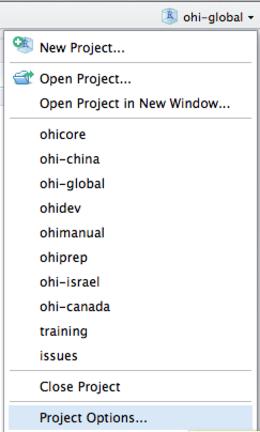 ohi-global
New Project...
Open Project...
Open Project in New Window...
ohicore
ohi-china
ohi-global
ohidev
ohimanual
ohiprep
ohi-israel
ohi-canada
training
issues
Close Project
Project Options...